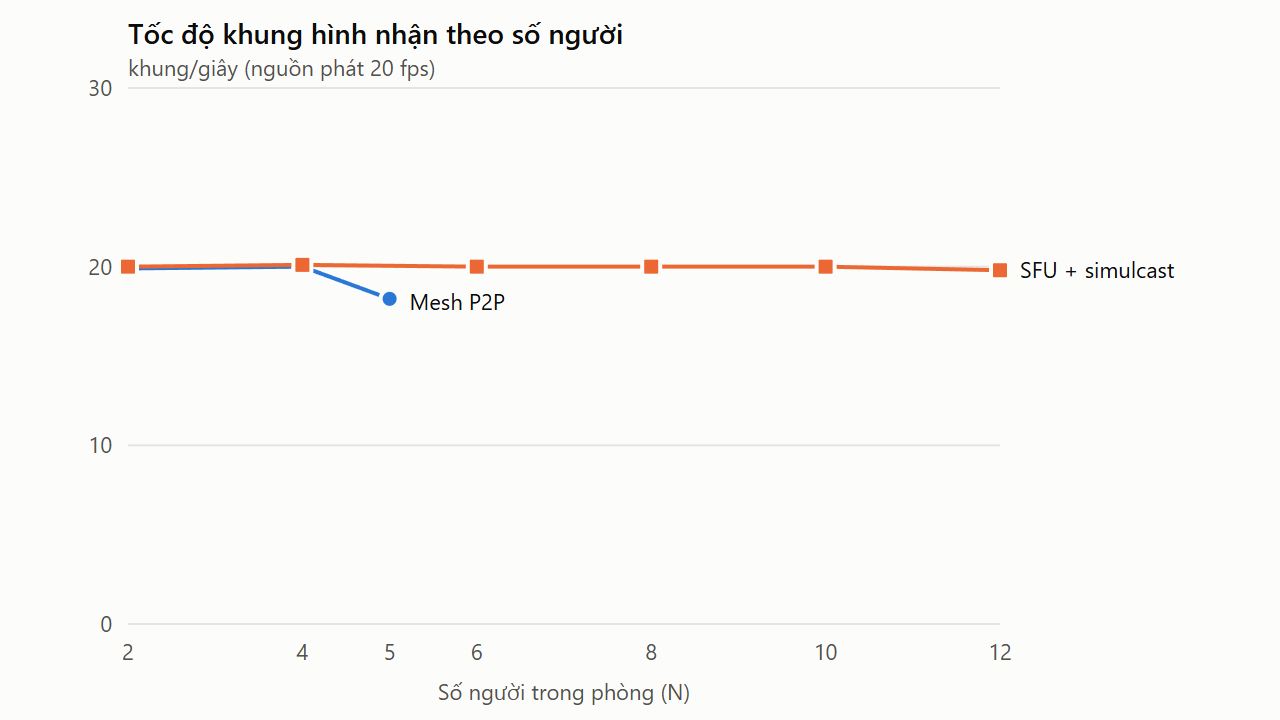 Tốc độ khung hình nhận theo số người
khung/giây (nguồn phát 20 fps)
30
20
SFU + simulcast
Mesh P2P
10
0
2 4 5 6 8 10 12
Số người trong phòng (N)